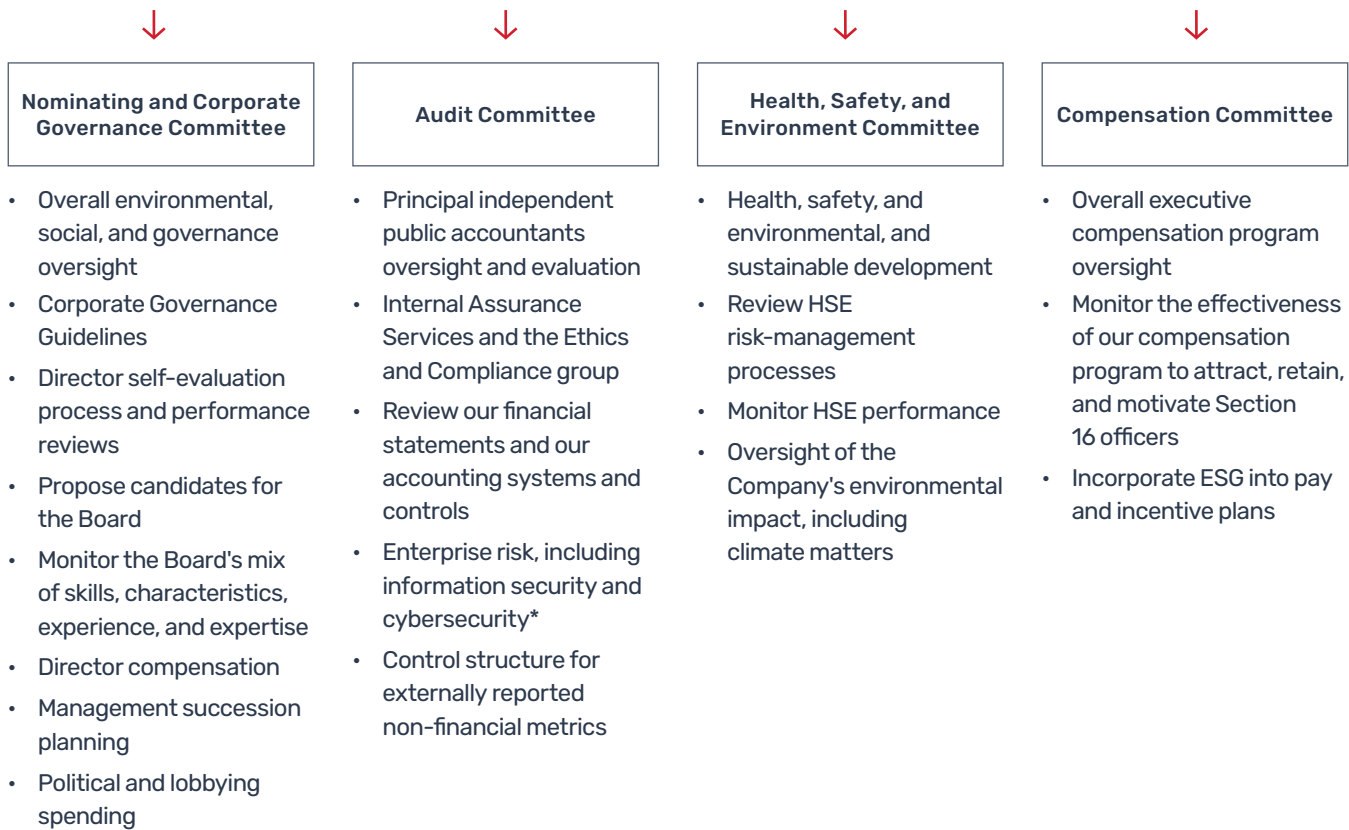 Nominating and Corporate
Governance Committee
• Overall environmental,
social, and governance
oversight
• Corporate Governance
Guidelines
• Director self-evaluation
process and performance
reviews
• Propose candidates for
the Board
• Monitor the Board's mix
of skills, characteristics,
experience, and expertise
• Director compensation
• Management succession
planning
• Political and lobbying
spending
Audit Committee
• Principal independent
public accountants
oversight and evaluation
• Internal Assurance
Services and the Ethics
and Compliance group
• Review our financial
statements and our
accounting systems and
controls
• Enterprise risk, including
information security and
cybersecurity*
• Control structure for
externally reported
non-financial metrics
Health, Safety, and
Environment Committee
• Health, safety, and
environmental, and
sustainable development
• Review HSE
risk-management
processes
• Monitor HSE performance
• Oversight of the
Company's environmental
impact, including
climate matters
Compensation Committee
• Overall executive
compensation program
oversight
• Monitor the effectiveness
of our compensation
program to attract, retain,
and motivate Section
16 officers
• Incorporate ESG into pay
and incentive plans